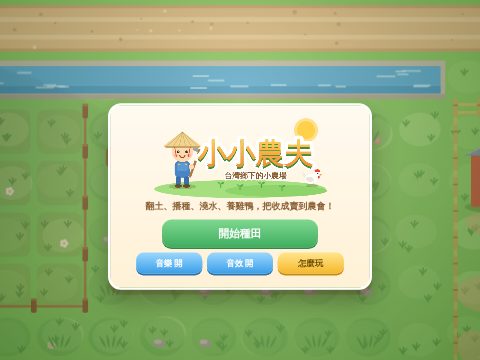 小小農夫
台灣鄉下的小農場
翻土、播種、澆水、養雞鴨，把收成賣到農會！
開始種田
音樂 開
音效 開
怎麼玩